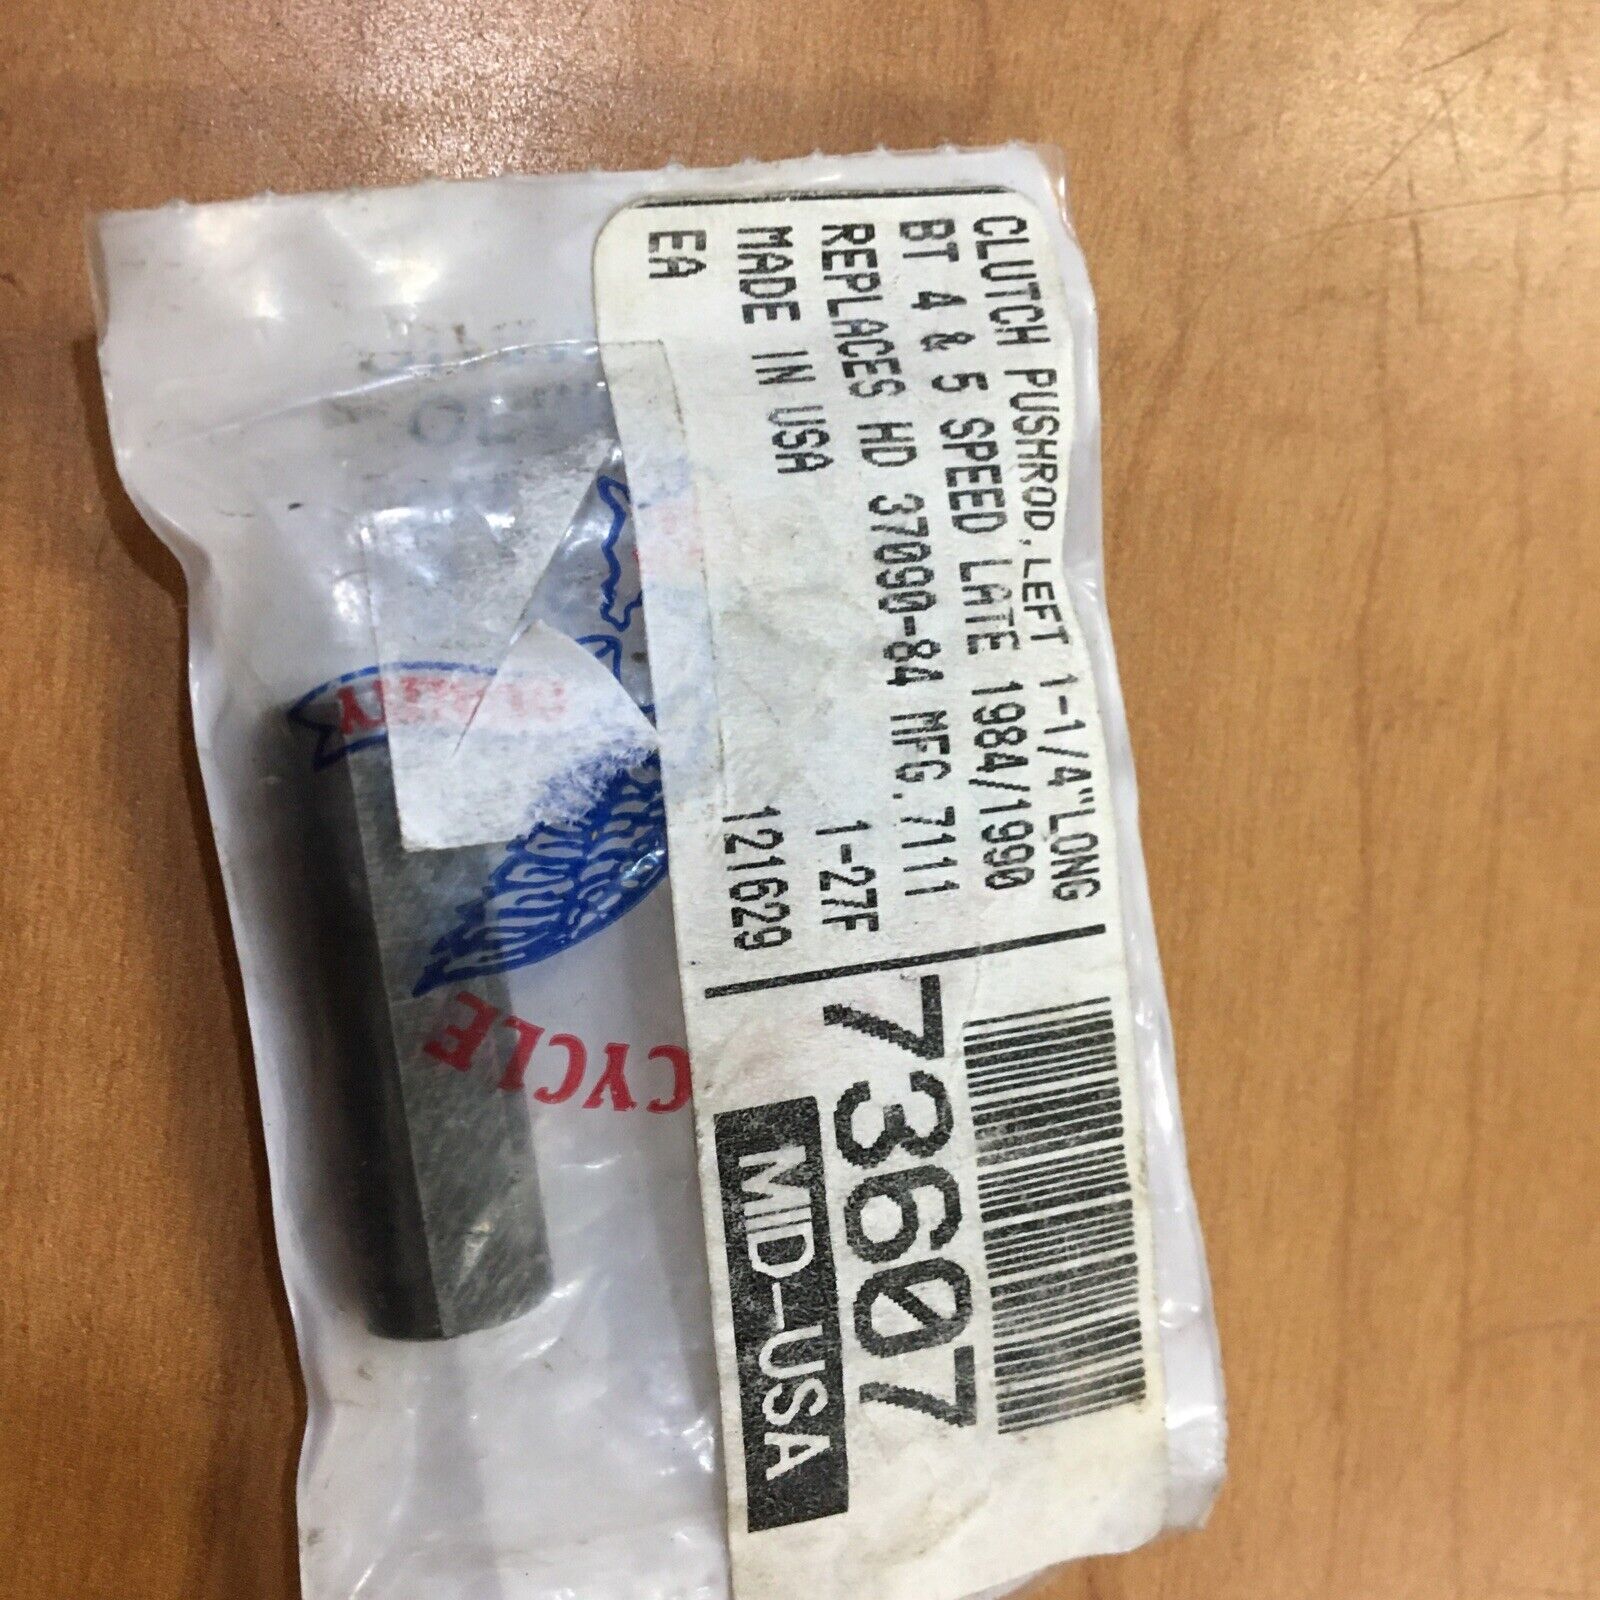 CLUTCH PUSHROD, LEFT 1-1/4"LONG
BT 4 & 5 SPEED LATE 1984/1990
REPLACES HD 37090-84 MFG.7111
MADE IN USA 1-27F
EA 121629
73607
MID-USA
CYCLE